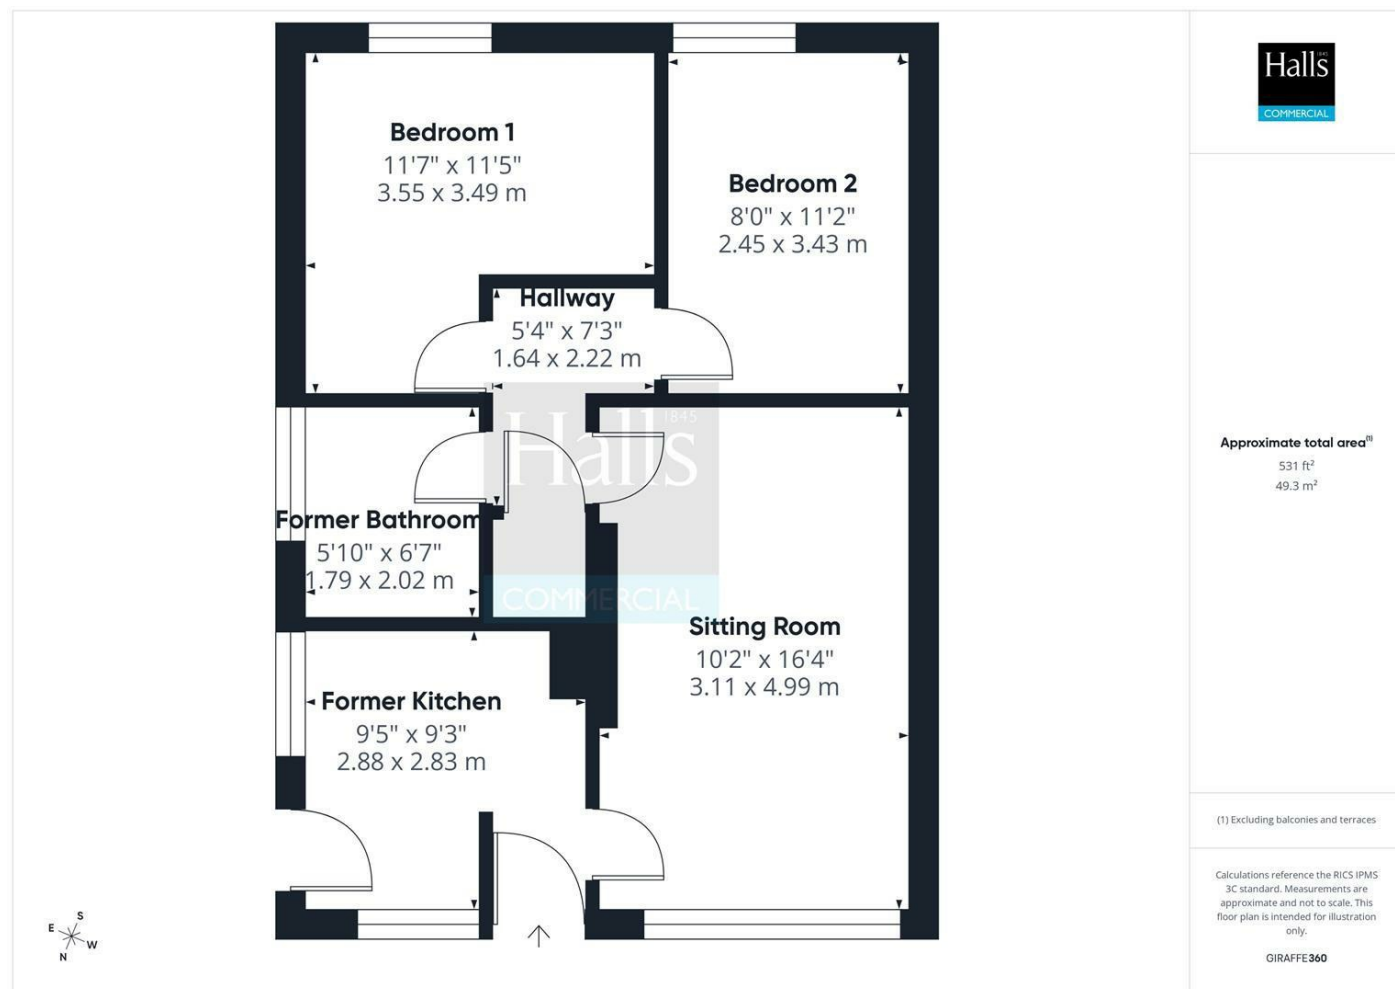 Bedroom 1
11'7" x 11'5"
3.55 x 3.49 m
Bedroom 2
8'0" x 11'2"
2.45 x 3.43 m
Hallway
5'4" x 7'3"
1.64 x 2.22 m
Halls
1845
COMMERCIAL
Former Bathroom
5'10" x 6'7"
1.79 x 2.02 m
Sitting Room
10'2" x 16'4"
3.11 x 4.99 m
Former Kitchen
9'5" x 9'3"
2.88 x 2.83 m
S
E
W
N
Halls
1845
COMMERCIAL
Approximate total area(1)
531 ft²
49.3 m²
(1) Excluding balconies and terraces
Calculations reference the RICS IPMS
3C standard. Measurements are
approximate and not to scale. This
floor plan is intended for illustration
only.
GIRAFFE360